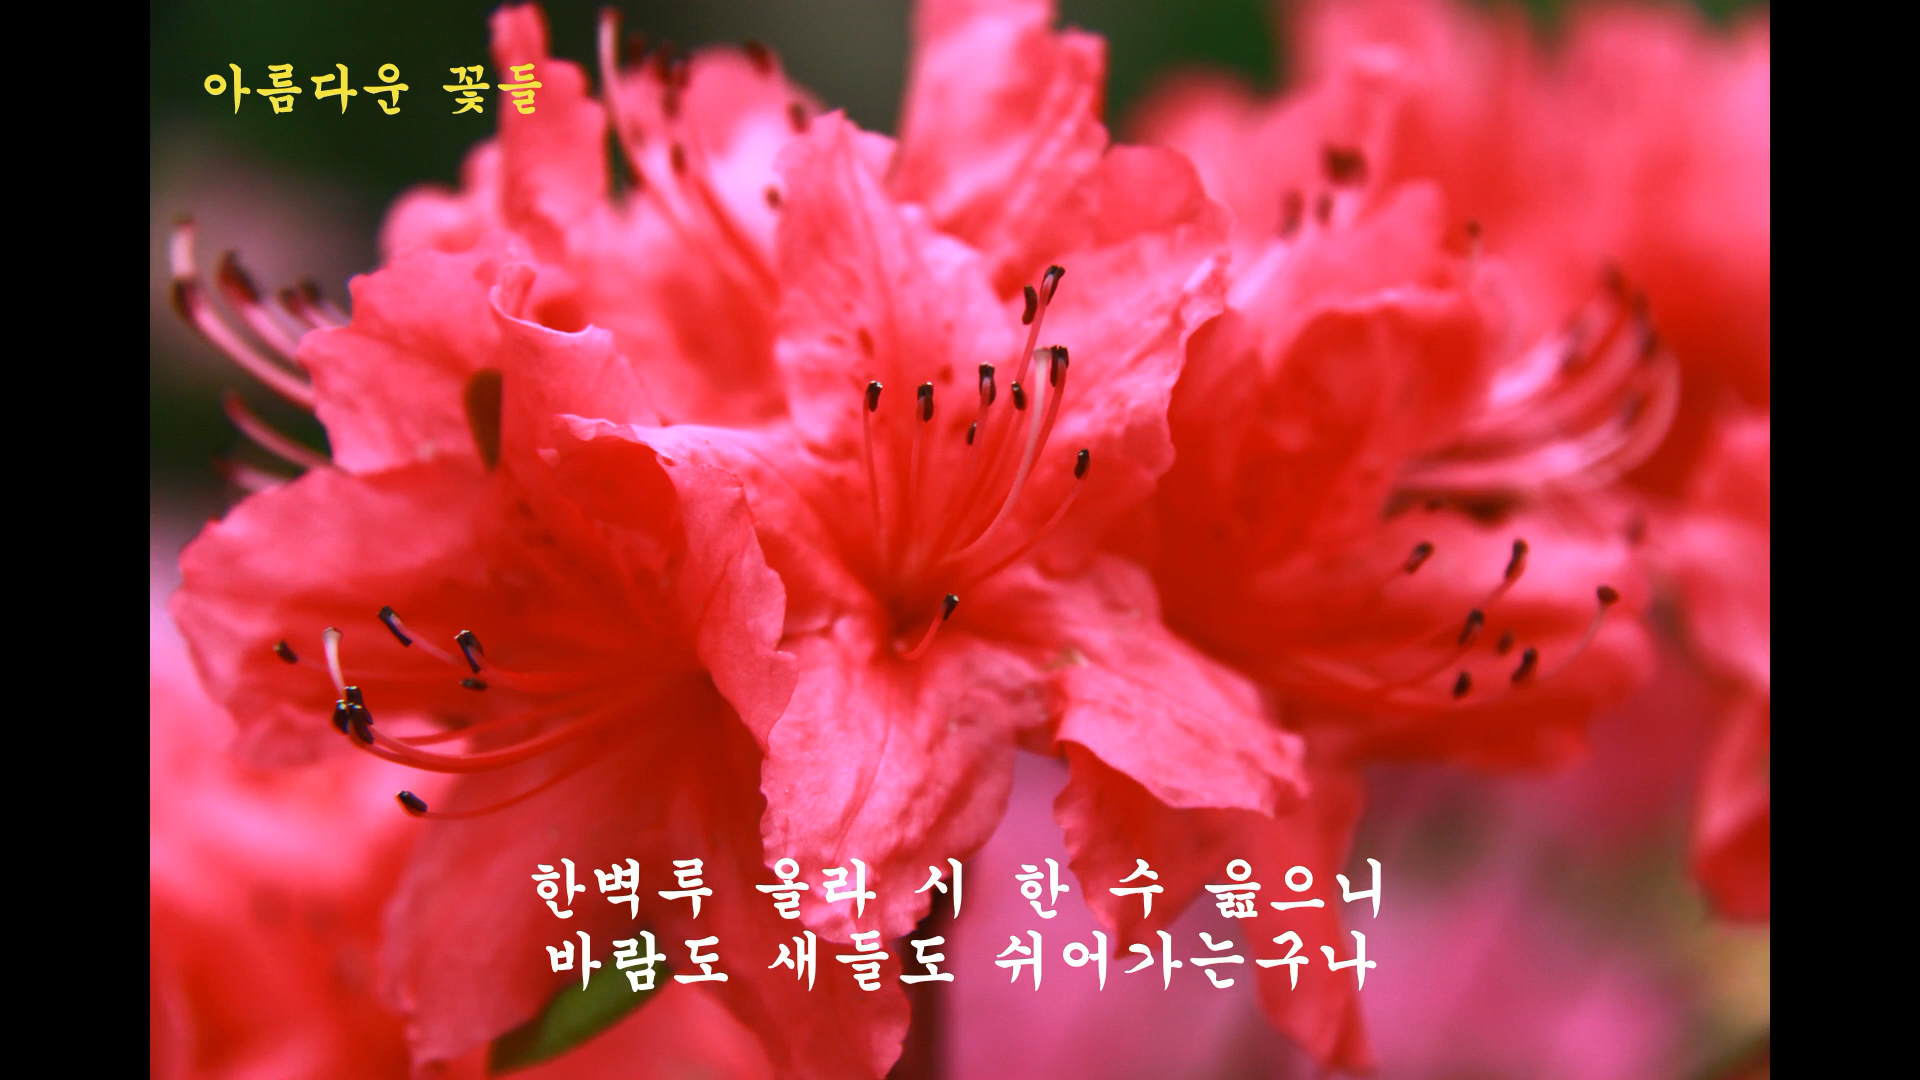 아름다운 꽃들
한벽루 올라 시 한 수 읊으니
바람도 새들도 쉬어가는구나